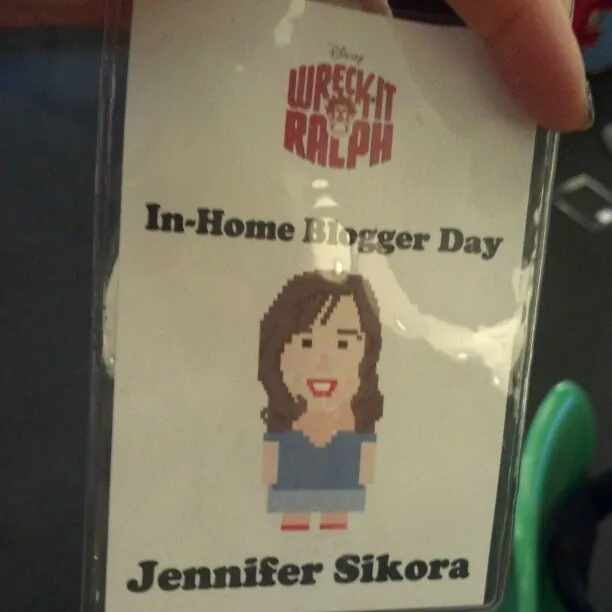 Disney
WRECK-IT
RALPH
In-Home Blogger Day
Jennifer Sikora